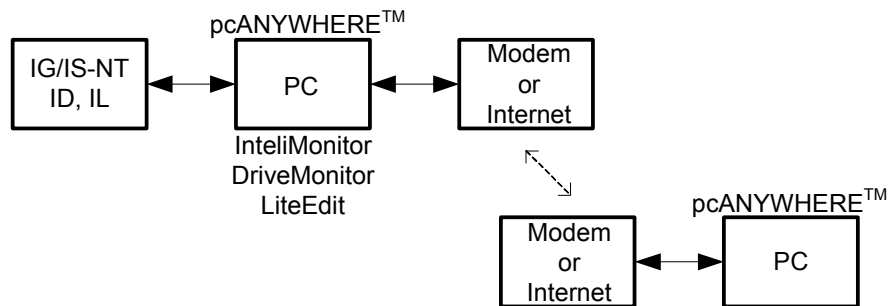 pcANYWHERE™
IG/IS-NT
ID, IL
PC
Modem
or
Internet
InteliMonitor
DriveMonitor
LiteEdit
pcANYWHERE™
Modem
or
Internet
PC